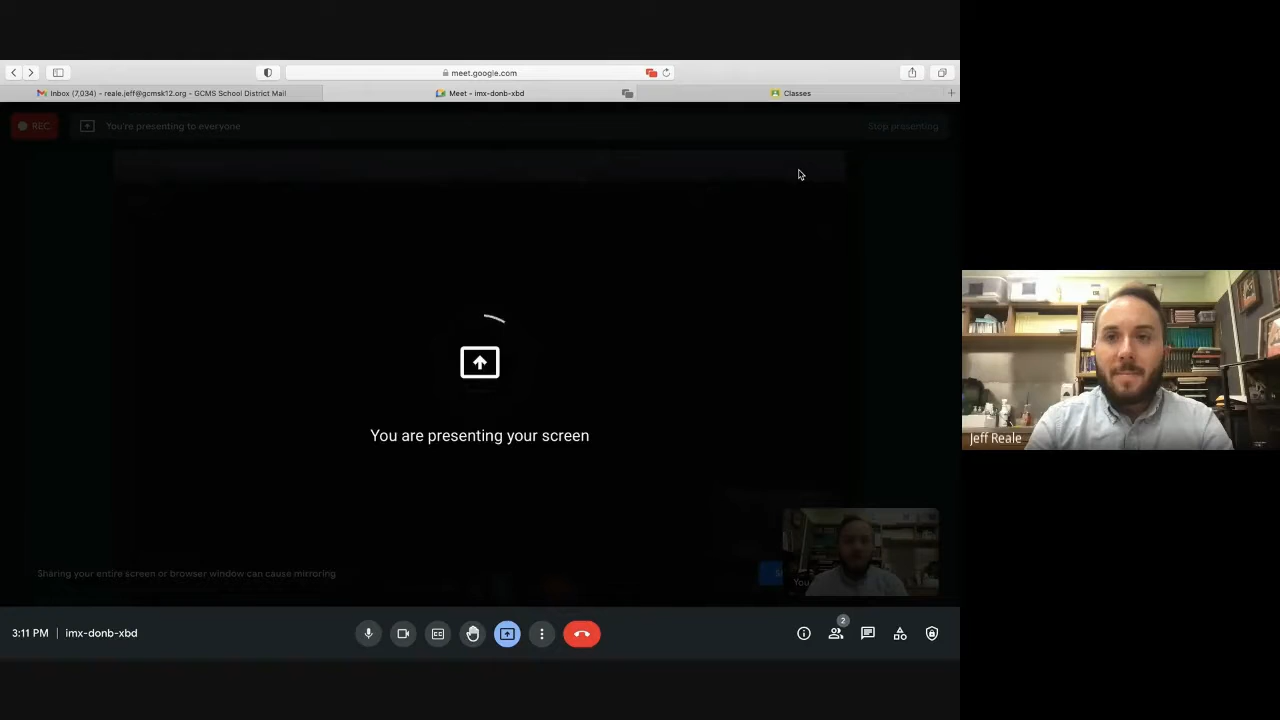 meet.google.com
Inbox (7,034) - reale.jeff@gcmsk12.org - GCMS School District Mail
Meet - imx-donb-xbd
Classes
REC
You're presenting to everyone
Stop presenting
You are presenting your screen
Jeff Reale
Sharing your entire screen or browser window can cause mirroring
You
3:11 PM | imx-donb-xbd
CC
2